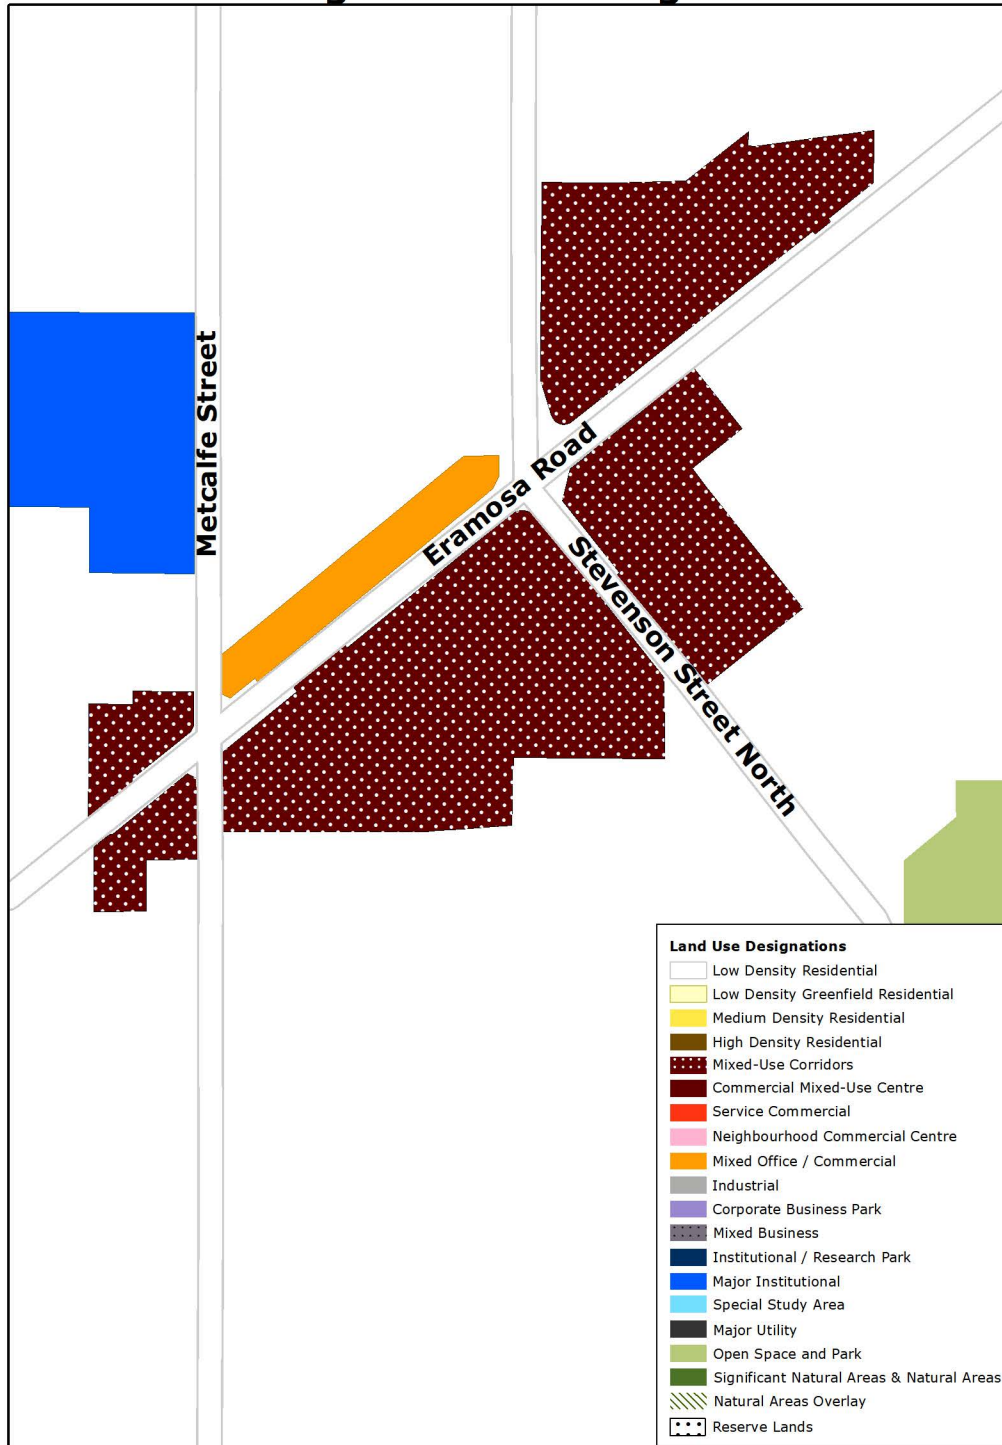 Metcalfe Street
Eramosa Road
Stevenson Street North
Land Use Designations
Low Density Residential
Low Density Greenfield Residential
Medium Density Residential
High Density Residential
Mixed-Use Corridors
Commercial Mixed-Use Centre
Service Commercial
Neighbourhood Commercial Centre
Mixed Office / Commercial
Industrial
Corporate Business Park
Mixed Business
Institutional / Research Park
Major Institutional
Special Study Area
Major Utility
Open Space and Park
Significant Natural Areas & Natural Areas
Natural Areas Overlay
Reserve Lands